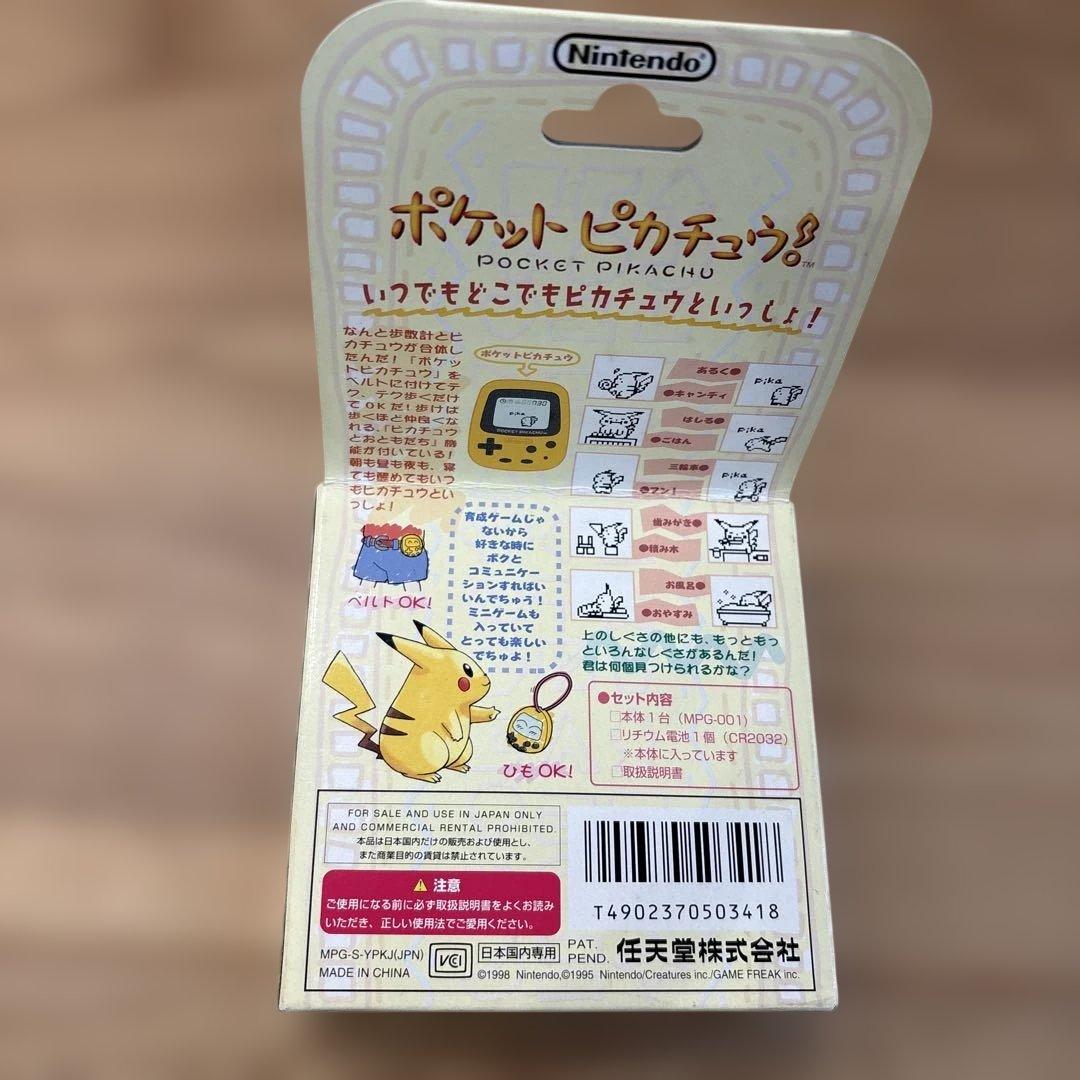 Nintendo®
ポケットピカチュウ!™
POCKET PIKACHU
いつでもどこでもピカチュウといっしょ!
なんと歩数計とピ
カチュウが合体し
たんだ!「ポケッ
トピカチュウ」を
ベルトに付けてテ
ク、テク歩くだけ
でOKだ!歩けば
歩くほど仲良くな
れる、「ピカチュウ
とおともだち」機
能が付いている!
朝も昼も夜も、寝
ても醒めてもいつ
もピカチュウとい
っしょ!
ポケットピカチュウ
pika
POCKET PIKACHU
あるく●
pika
●キャンディ
はしる●
pika
●ごはん
三輪車●
pika
●フン!
歯みがき●
●積み木
お風呂●
●おやすみ
ベルトOK!
育成ゲームじゃ
ないから
好きな時に
ボクと
コミュニケー
ションすればい
いんでちゅう!
ミニゲームも
入っていて
とっても楽しい
でちゅよ!
上のしぐさの他にも、もっともっ
といろんなしぐさがあるんだ!
君は何個見つけられるかな?
ひもOK!
●セット内容
□本体1台(MPG-001)
□リチウム電池1個(CR2032)
※本体に入っています
□取扱説明書
FOR SALE AND USE IN JAPAN ONLY
AND COMMERCIAL RENTAL PROHIBITED.
本品は日本国内だけの販売および使用とし、
また商業目的の賃貸は禁止されています。
⚠注意
ご使用になる前に必ず取扱説明書をよくお読み
いただき、正しい使用法でご愛用ください。
T4902370503418
MPG-S-YPKJ(JPN)
MADE IN CHINA
VCI
日本国内専用
PAT.
PEND.
任天堂株式会社
©1998 Nintendo,©1995 Nintendo/Creatures inc./GAME FREAK inc.